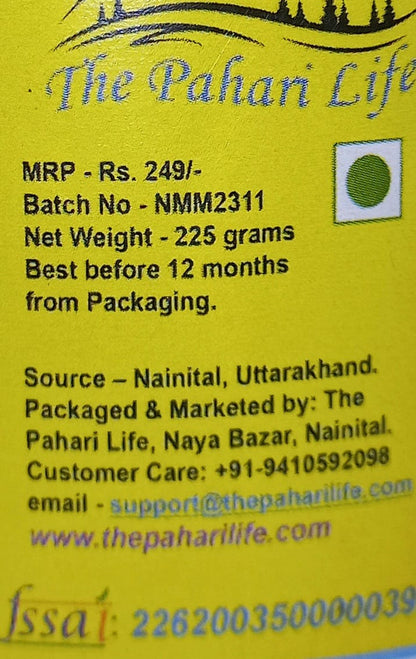 The Pahari Life
MRP - Rs. 249/-
Batch No - NMM2311
Net Weight - 225 grams
Best before 12 months
from Packaging.
Source – Nainital, Uttarakhand.
Packaged & Marketed by: The
Pahari Life, Naya Bazar, Nainital.
Customer Care: +91-9410592098
email - support@thepaharilife.com
www.thepaharilife.com
fssai: 22620035000039